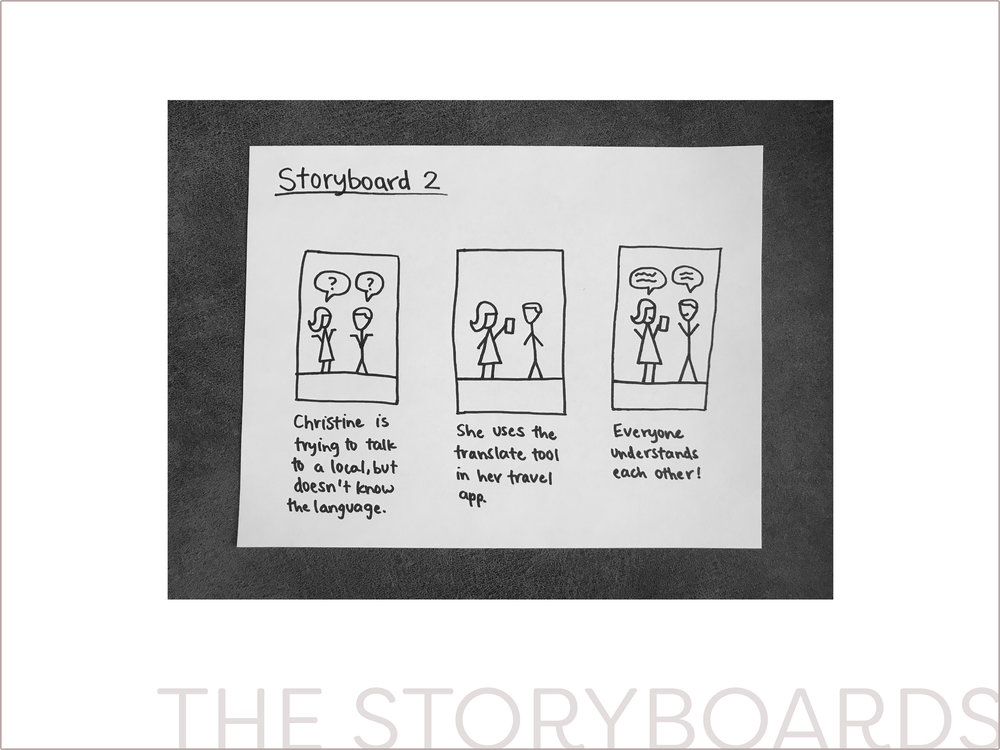 Storyboard 2
?
?
Christine is
trying to talk
to a local, but
doesn't know
the language.
She uses the
translate tool
in her travel
app.
Everyone
understands
each other!
THE STORYBOARDS